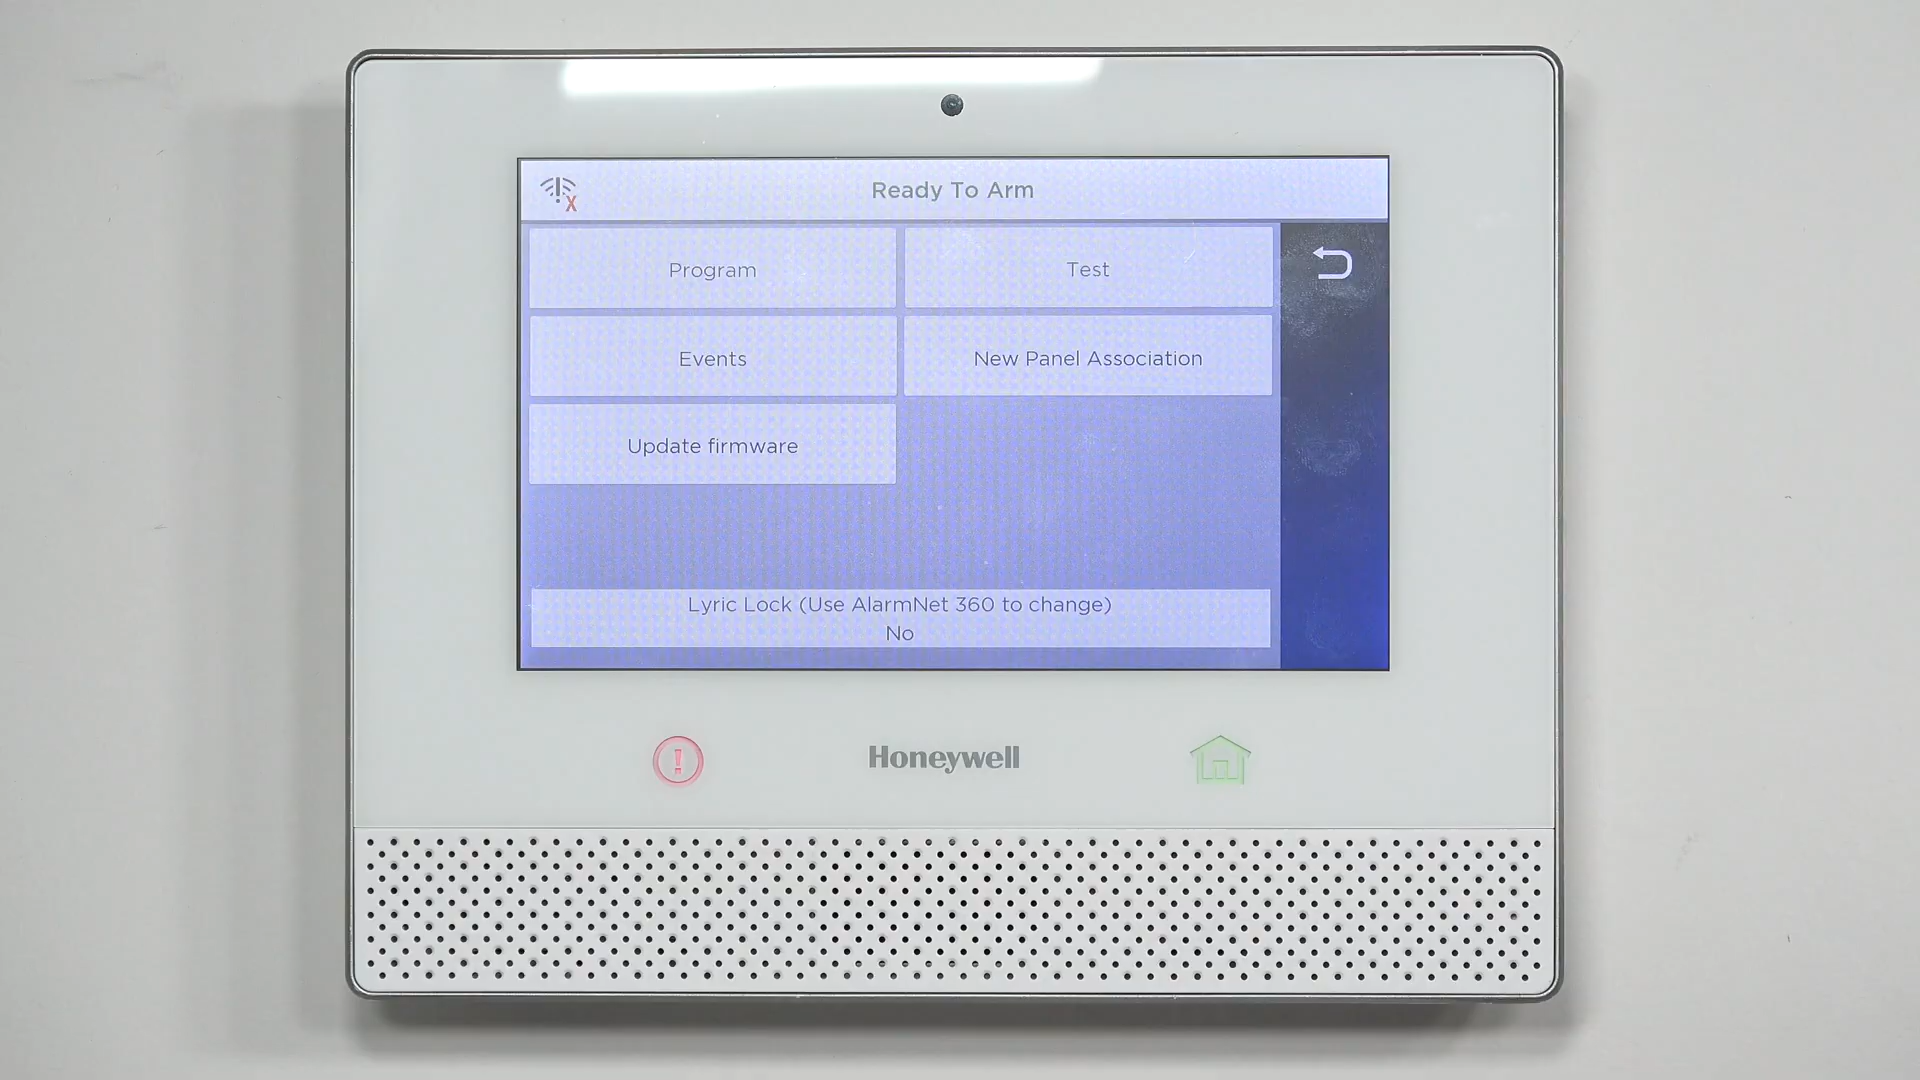 Ready To Arm
Program
Test
Events
New Panel Association
Update firmware
Lyric Lock (Use AlarmNet 360 to change)
No
Honeywell